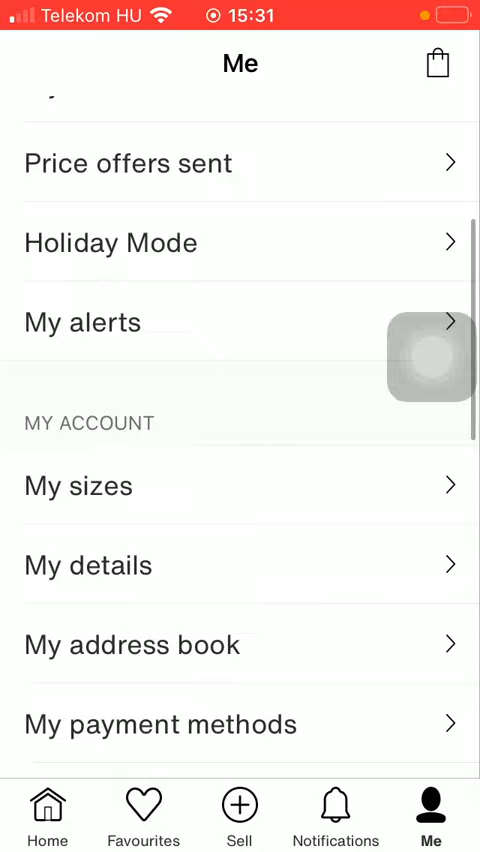 Telekom HU 15:31
Me
Price offers sent
Holiday Mode
My alerts
MY ACCOUNT
My sizes
My details
My address book
My payment methods
Home Favourites Sell Notifications Me